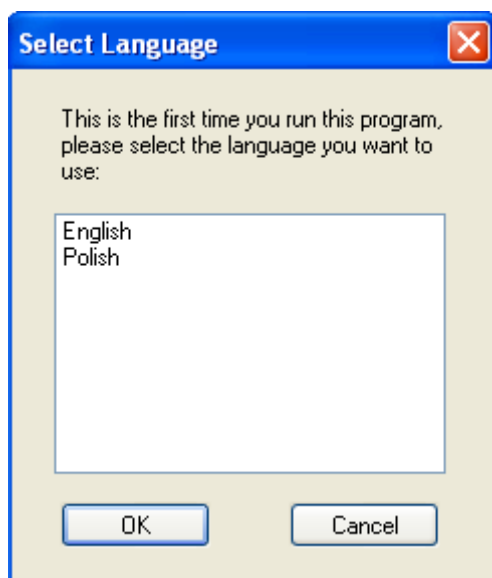 Select Language
This is the first time you run this program,
please select the language you want to
use:
English
Polish
OK
Cancel